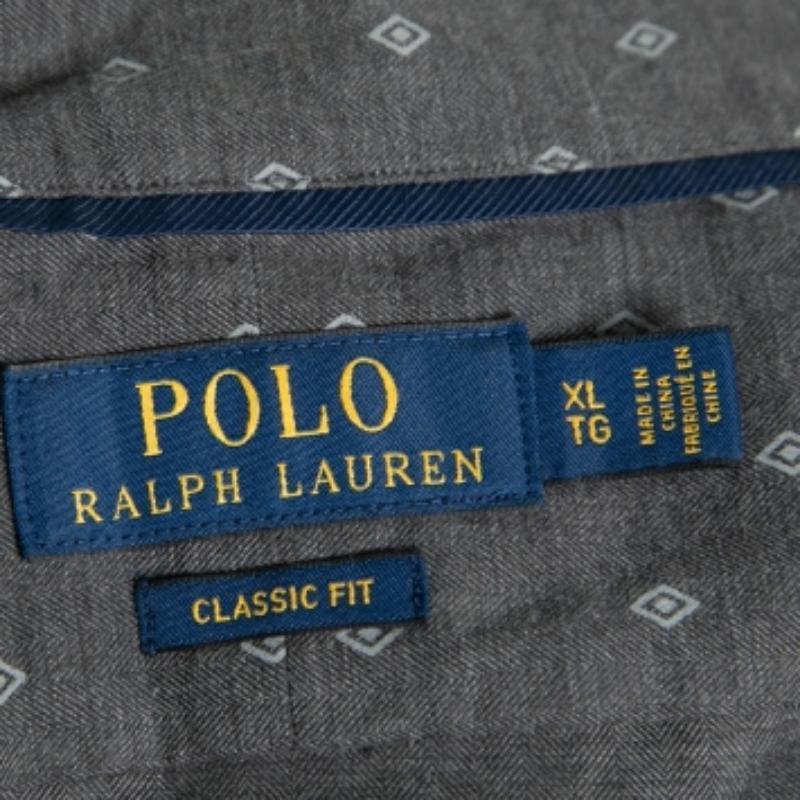 POLO
RALPH LAUREN
XL
TG
MADE IN
CHINA
FABRIQUÉ EN
CHINE
CLASSIC FIT